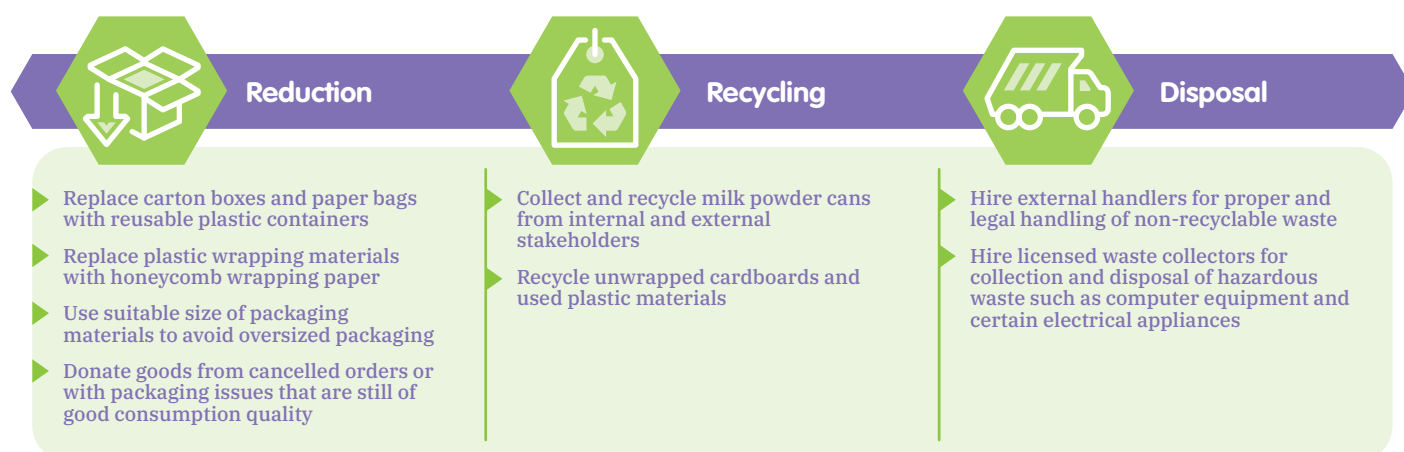 Reduction
Replace carton boxes and paper bags
with reusable plastic containers
Replace plastic wrapping materials
with honeycomb wrapping paper
Use suitable size of packaging
materials to avoid oversized packaging
Donate goods from cancelled orders or
with packaging issues that are still of
good consumption quality
Recycling
Collect and recycle milk powder cans
from internal and external
stakeholders
Recycle unwrapped cardboards and
used plastic materials
Disposal
Hire external handlers for proper and
legal handling of non-recyclable waste
Hire licensed waste collectors for
collection and disposal of hazardous
waste such as computer equipment and
certain electrical appliances